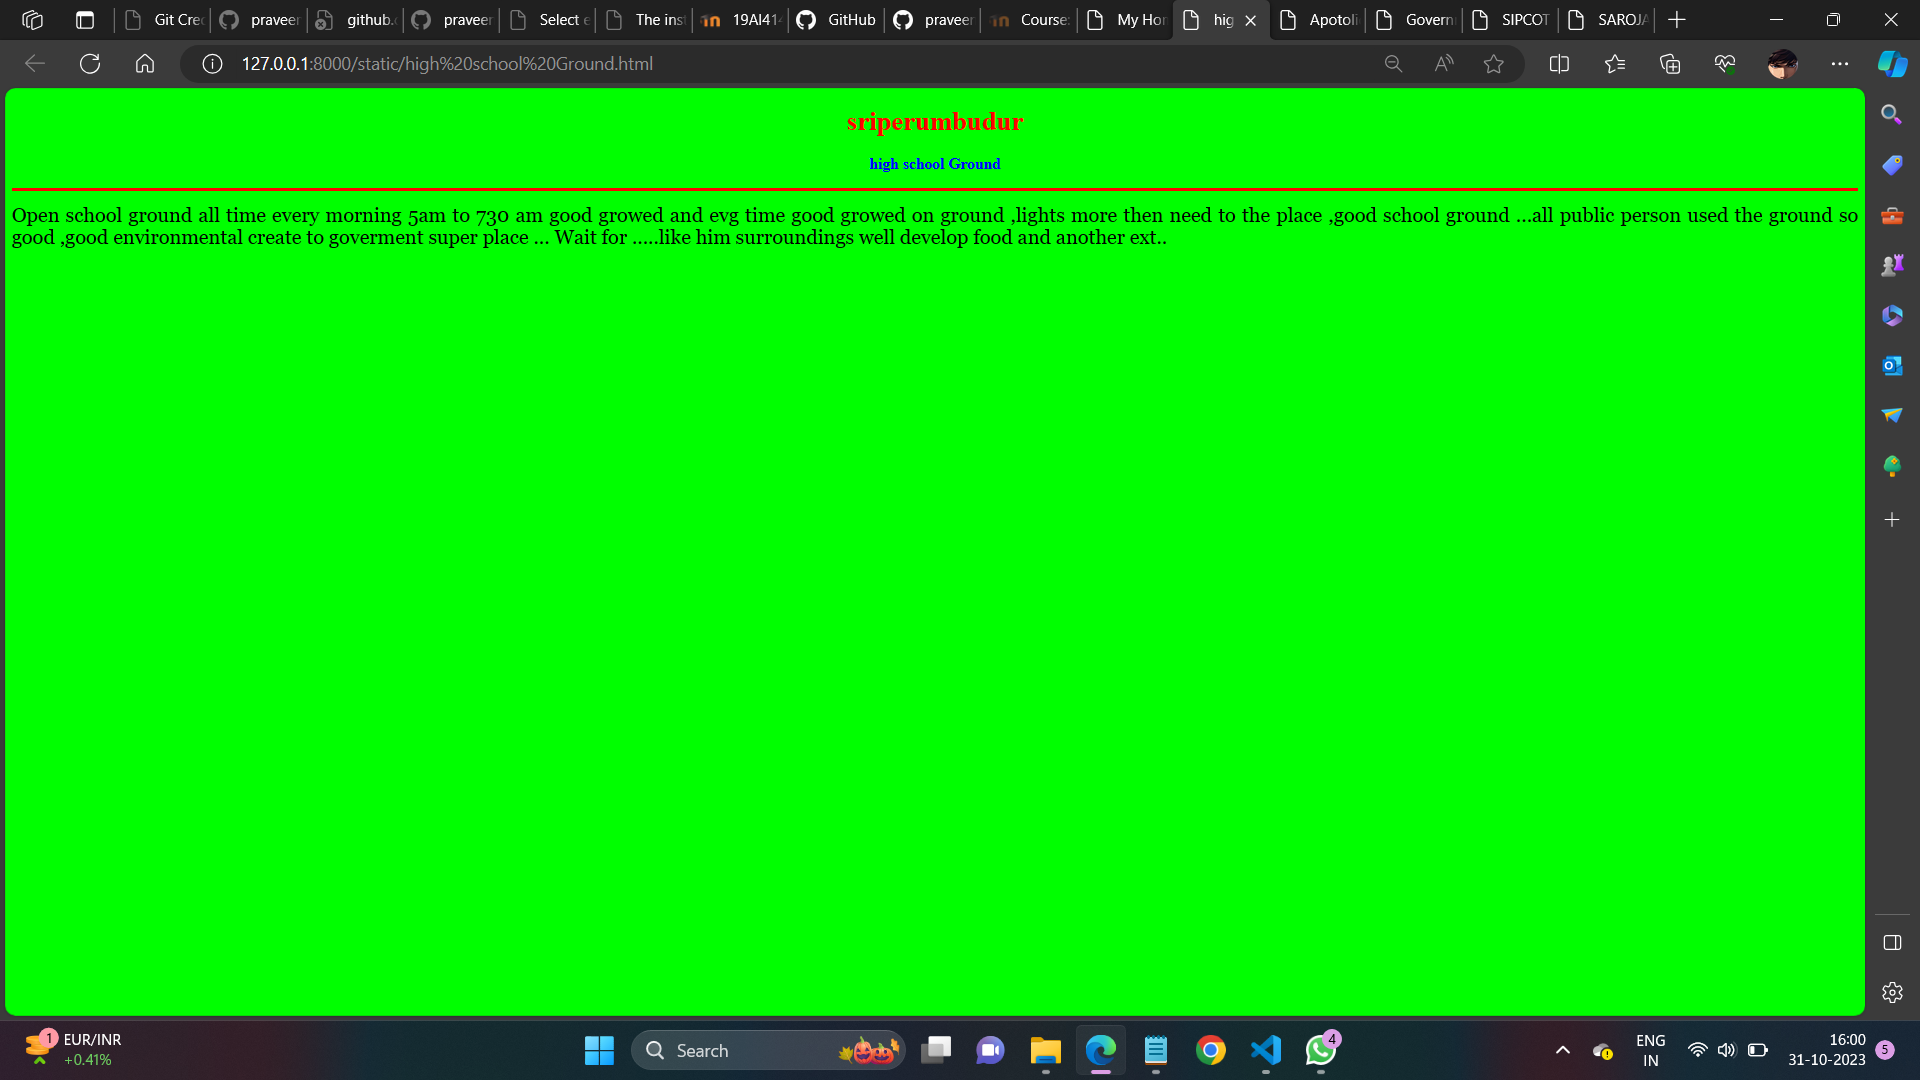 Git Cre
praveer
github.c
praveer
Select e
The inst
19AI414
GitHub
praveer
Course:
My Hor
hig
Apotoli
Governr
SIPCOT
SAROJA
127.0.0.1:8000/static/high%20school%20Ground.html
sriperumbudur
high school Ground
Open school ground all time every morning 5am to 730 am good growed and evg time good growed on ground ,lights more then need to the place ,good school ground ...all public person used the ground so
good ,good environmental create to goverment super place ... Wait for .....like him surroundings well develop food and another ext..
1
EUR/INR
+0.41%
Search
4
ENG
IN
16:00
31-10-2023
5